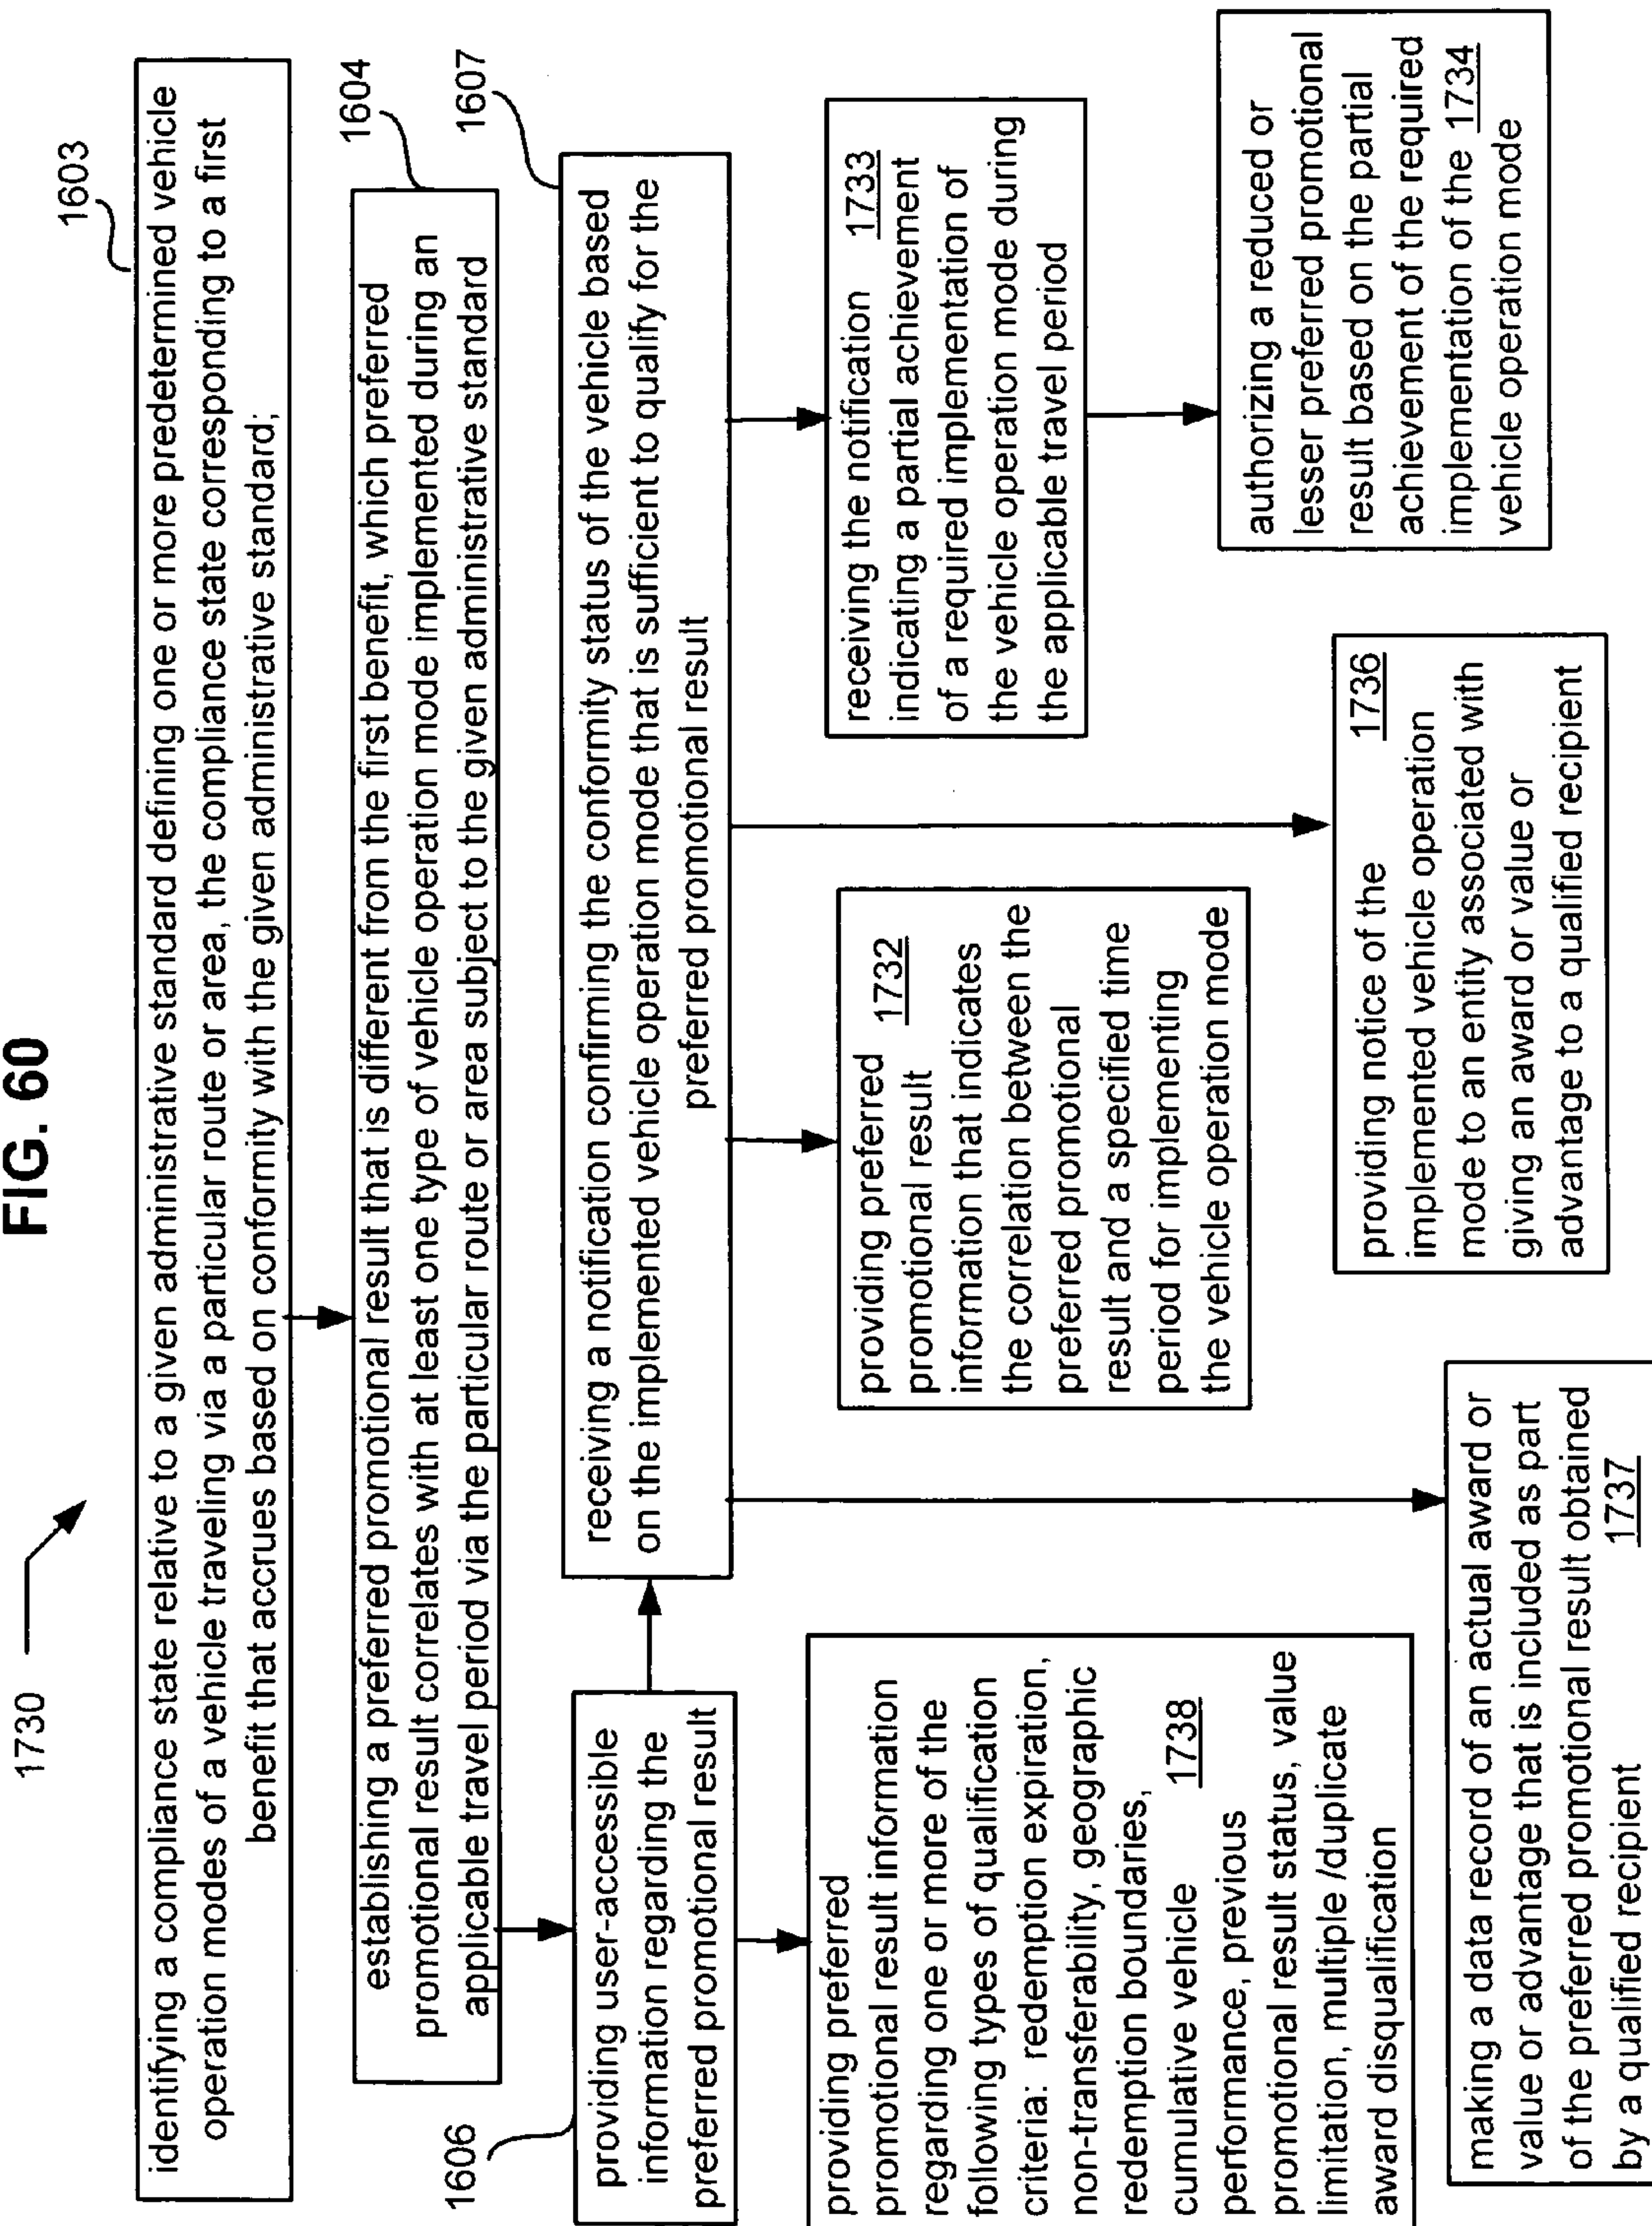 FIG. 60
1730
1603
identifying a compliance state relative to a given administrative standard defining one or more predetermined vehicle
operation modes of a vehicle traveling via a particular route or area, the compliance state corresponding to a first
benefit that accrues based on conformity with the given administrative standard;
1604
establishing a preferred promotional result that is different from the first benefit, which preferred
promotional result correlates with at least one type of vehicle operation mode implemented during an
applicable travel period via the particular route or area subject to the given administrative standard
1606
providing user-accessible
information regarding the
preferred promotional result
1607
receiving a notification confirming the conformity status of the vehicle based
on the implemented vehicle operation mode that is sufficient to qualify for the
preferred promotional result
providing preferred
promotional result information
regarding one or more of the
following types of qualification
criteria: redemption expiration,
non-transferability, geographic
redemption boundaries,
cumulative vehicle 1738
performance, previous
promotional result status, value
limitation, multiple /duplicate
award disqualification
providing preferred 1732
promotional result
information that indicates
the correlation between the
preferred promotional
result and a specified time
period for implementing
the vehicle operation mode
receiving the notification 1733
indicating a partial achievement
of a required implementation of
the vehicle operation mode during
the applicable travel period
authorizing a reduced or
lesser preferred promotional
result based on the partial
achievement of the required
implementation of the 1734
vehicle operation mode
providing notice of the 1736
implemented vehicle operation
mode to an entity associated with
giving an award or value or
advantage to a qualified recipient
making a data record of an actual award or
value or advantage that is included as part
of the preferred promotional result obtained
by a qualified recipient 1737